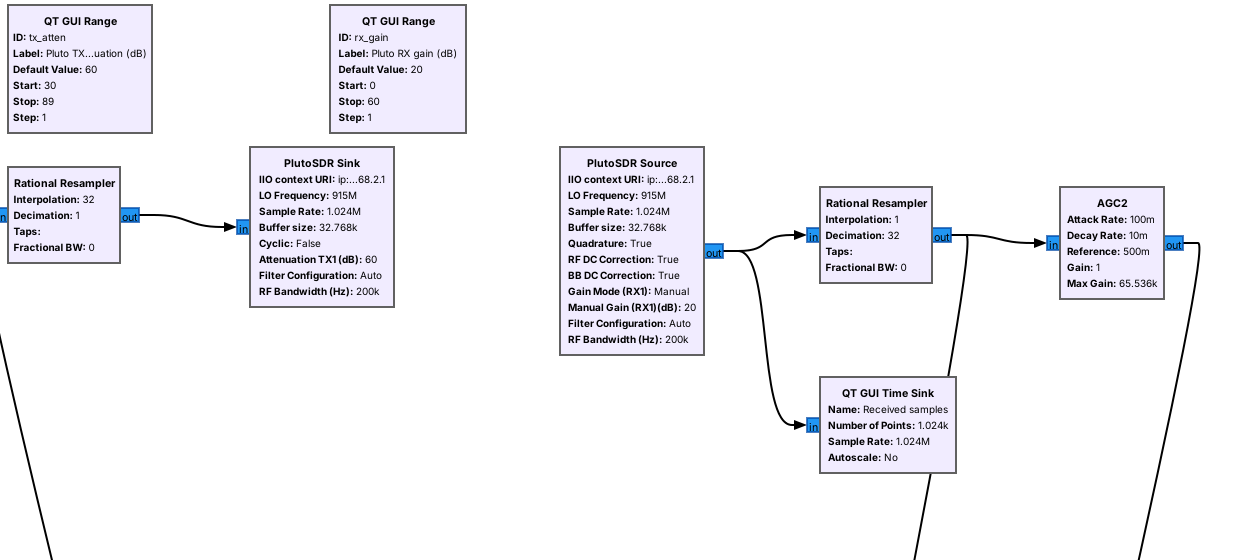 QT GUI Range
ID: tx_atten
Label: Pluto TX...uation (dB)
Default Value: 60
Start: 30
Stop: 89
Step: 1
QT GUI Range
ID: rx_gain
Label: Pluto RX gain (dB)
Default Value: 20
Start: 0
Stop: 60
Step: 1
Rational Resampler
Interpolation: 32
Decimation: 1
Taps:
Fractional BW: 0
out
in
PlutoSDR Sink
IIO context URI: ip:...68.2.1
LO Frequency: 915M
Sample Rate: 1.024M
Buffer size: 32.768k
Cyclic: False
Attenuation TX1 (dB): 60
Filter Configuration: Auto
RF Bandwidth (Hz): 200k
PlutoSDR Source
IIO context URI: ip:...68.2.1
LO Frequency: 915M
Sample Rate: 1.024M
Buffer size: 32.768k
Quadrature: True
RF DC Correction: True
BB DC Correction: True
Gain Mode (RX1): Manual
Manual Gain (RX1)(dB): 20
Filter Configuration: Auto
RF Bandwidth (Hz): 200k
out
in
Rational Resampler
Interpolation: 1
Decimation: 32
Taps:
Fractional BW: 0
out
in
AGC2
Attack Rate: 100m
Decay Rate: 10m
Reference: 500m
Gain: 1
Max Gain: 65.536k
out
in
QT GUI Time Sink
Name: Received samples
Number of Points: 1.024k
Sample Rate: 1.024M
Autoscale: No